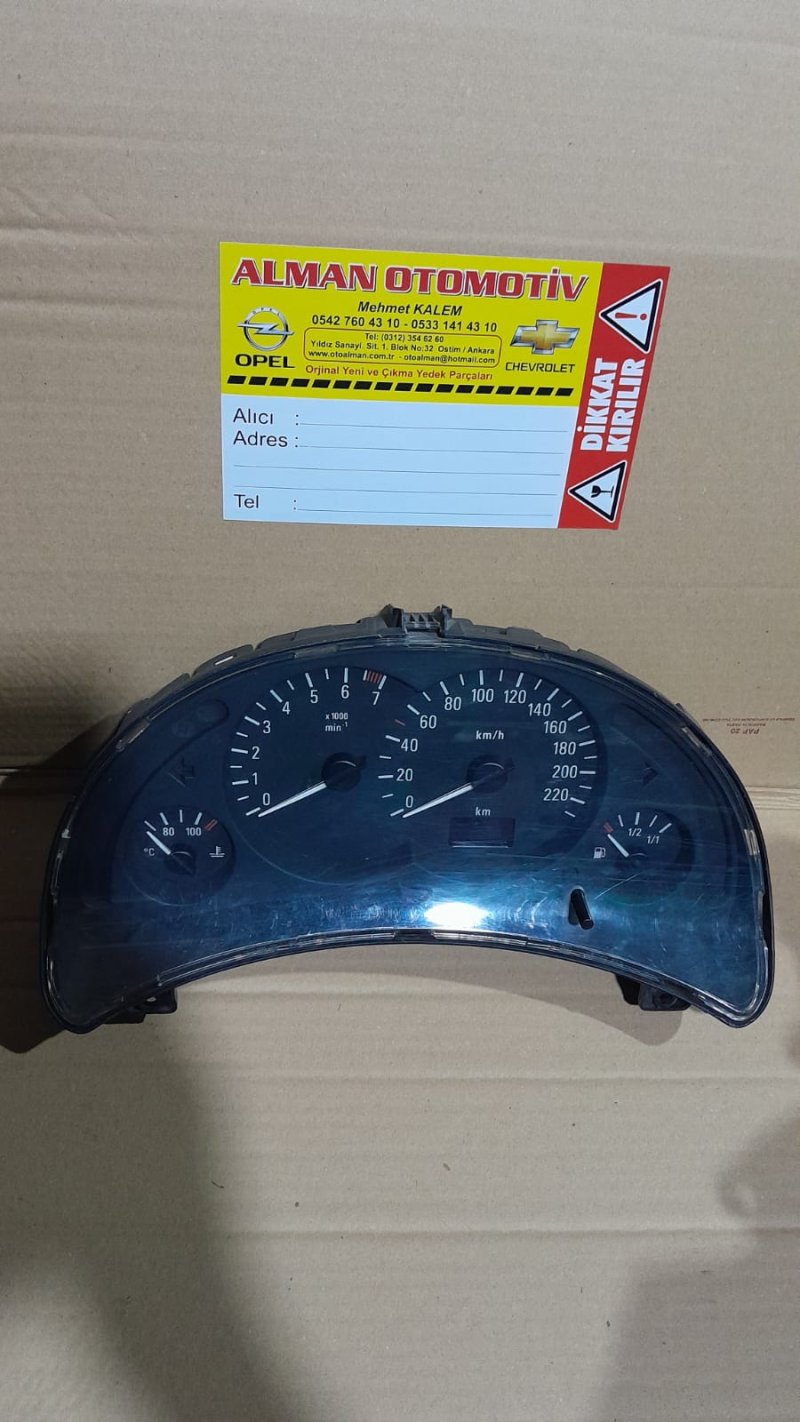 ALMAN OTOMOTİV
Mehmet KALEM
0542 760 43 10 - 0533 141 43 10
Tel: (0312) 354 62 60
Yıldız Sanayi. Sit. 1. Blok No:32 Ostim / Ankara
www.otoalman.com.tr - otoalman@hotmail.com
OPEL
CHEVROLET
Orjinal Yeni ve Çıkma Yedek Parçaları
Alıcı :
Adres :
Tel :
DİKKAT
KIRILIR
0 1 2 3 4 5 6 7
x 1000
min⁻¹
0 20 40 60 80 100 120 140 160 180 200 220
km/h
km
80 100
°C
1/2 1/1
PAP 20